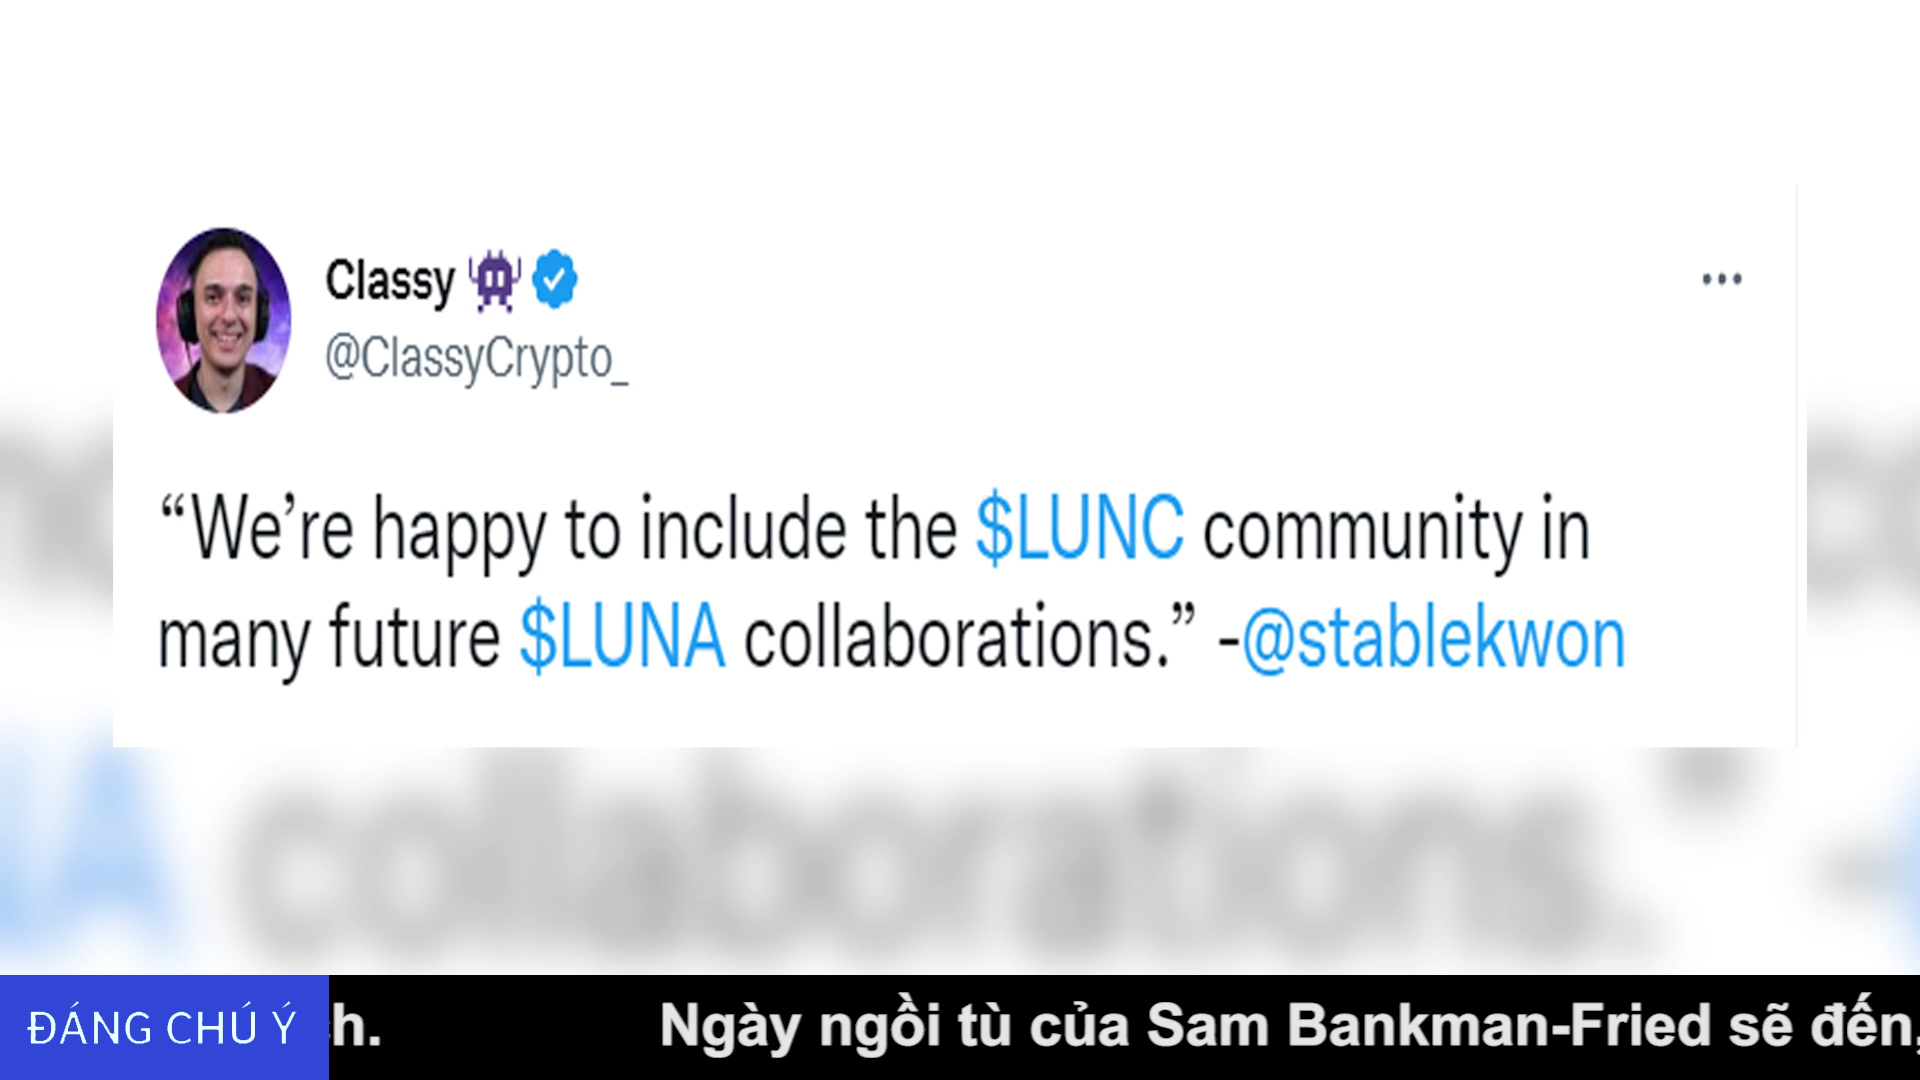 Classy
@ClassyCrypto_
“We’re happy to include the $LUNC community in
many future $LUNA collaborations.” -@stablekwon
collaborations.”
ĐÁNG CHÚ Ý
h. Ngày ngồi tù của Sam Bankman-Fried sẽ đến,